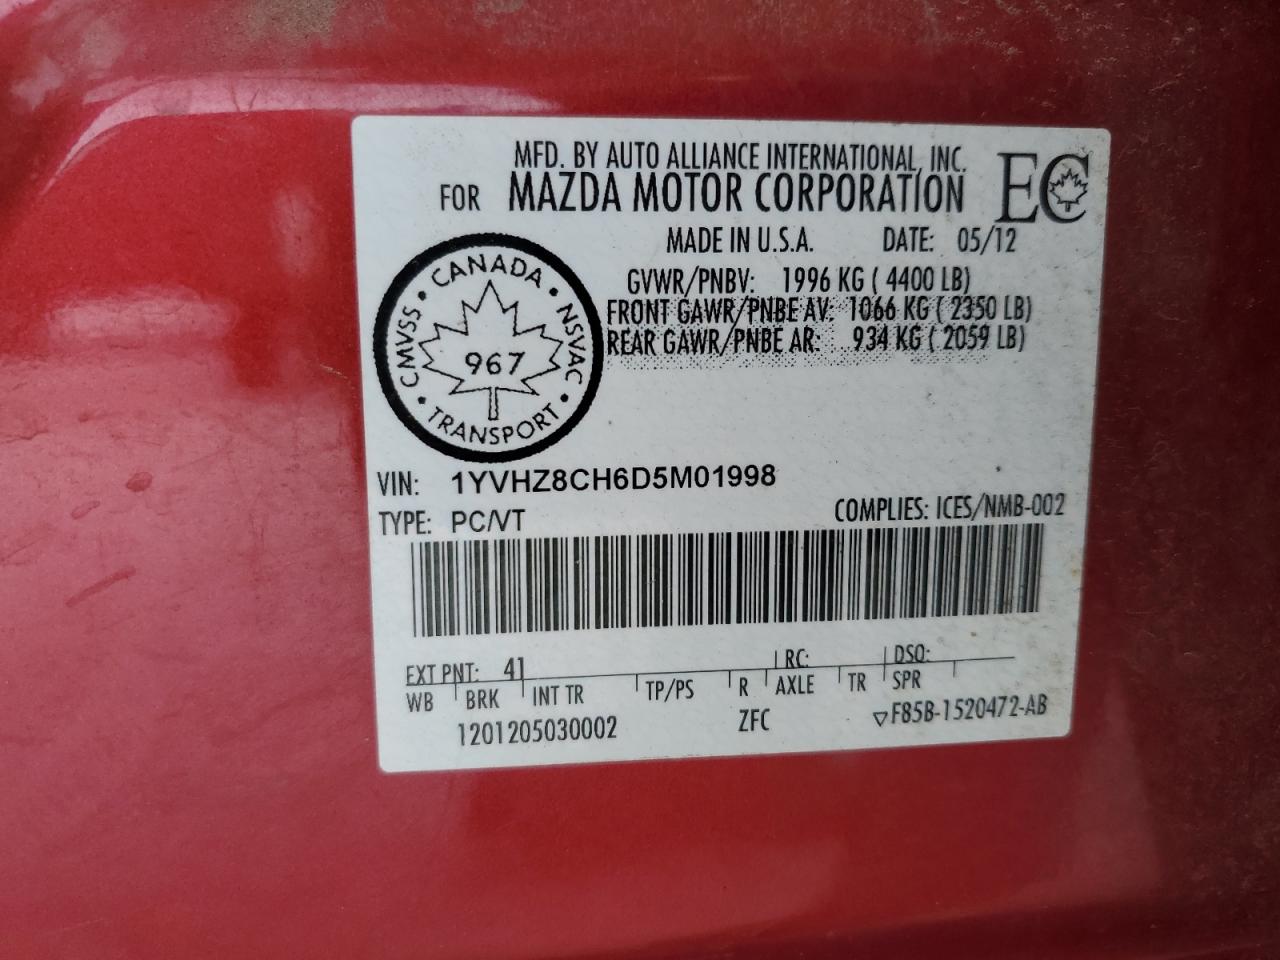 MFD. BY AUTO ALLIANCE INTERNATIONAL, INC.
FOR MAZDA MOTOR CORPORATION
EC
MADE IN U.S.A. DATE: 05/12
GVWR/PNBV: 1996 KG ( 4400 LB)
FRONT GAWR/PNBE AV: 1066 KG ( 2350 LB)
REAR GAWR/PNBE AR: 934 KG ( 2059 LB)
CANADA • NSVAC • TRANSPORT • CMVSS •
967
VIN: 1YVHZ8CH6D5M01998
TYPE: PC/VT COMPLIES: ICES/NMB-002
EXT PNT: 41 RC: DSO:
WB BRK INT TR TP/PS R AXLE TR SPR
1201205030002 ZFC ▽F85B-1520472-AB